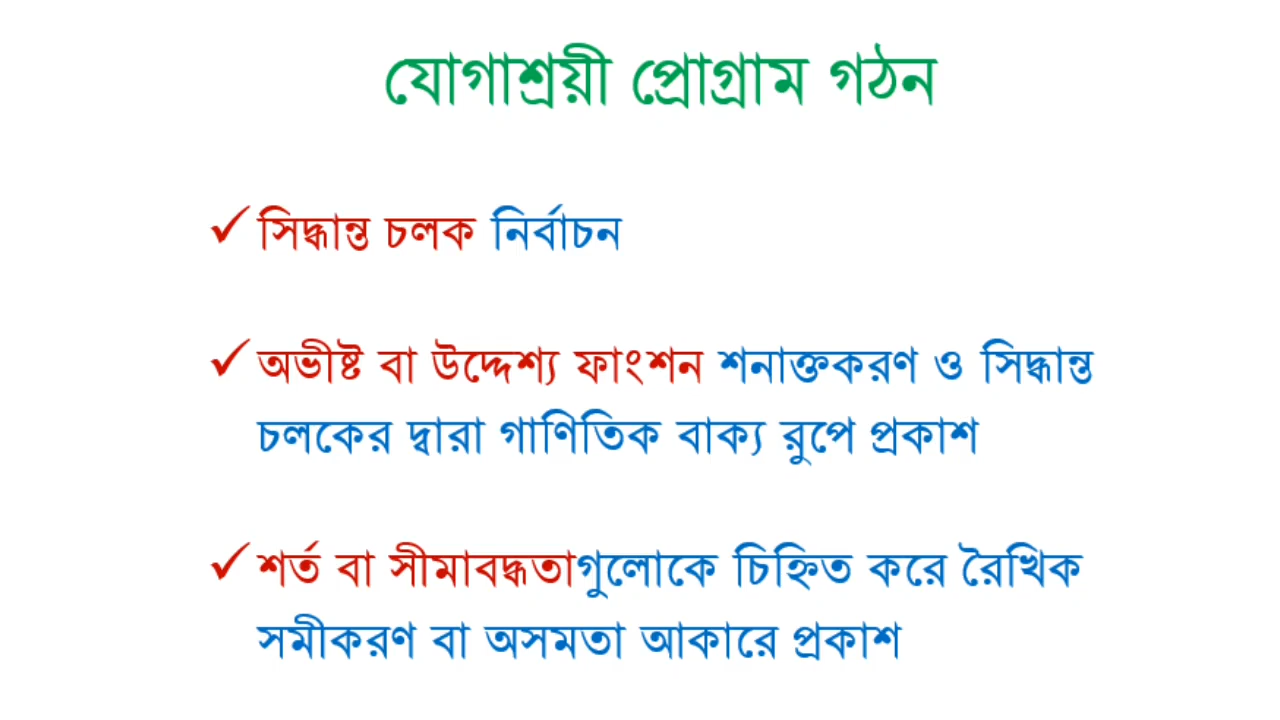 যোগাশ্রয়ী প্রোগ্রাম গঠন
✓ সিদ্ধান্ত চলক নির্বাচন
✓ অভীষ্ট বা উদ্দেশ্য ফাংশন শনাক্তকরণ ও সিদ্ধান্ত
চলকের দ্বারা গাণিতিক বাক্য রুপে প্রকাশ
✓ শর্ত বা সীমাবদ্ধতাগুলোকে চিহ্নিত করে রৈখিক
সমীকরণ বা অসমতা আকারে প্রকাশ